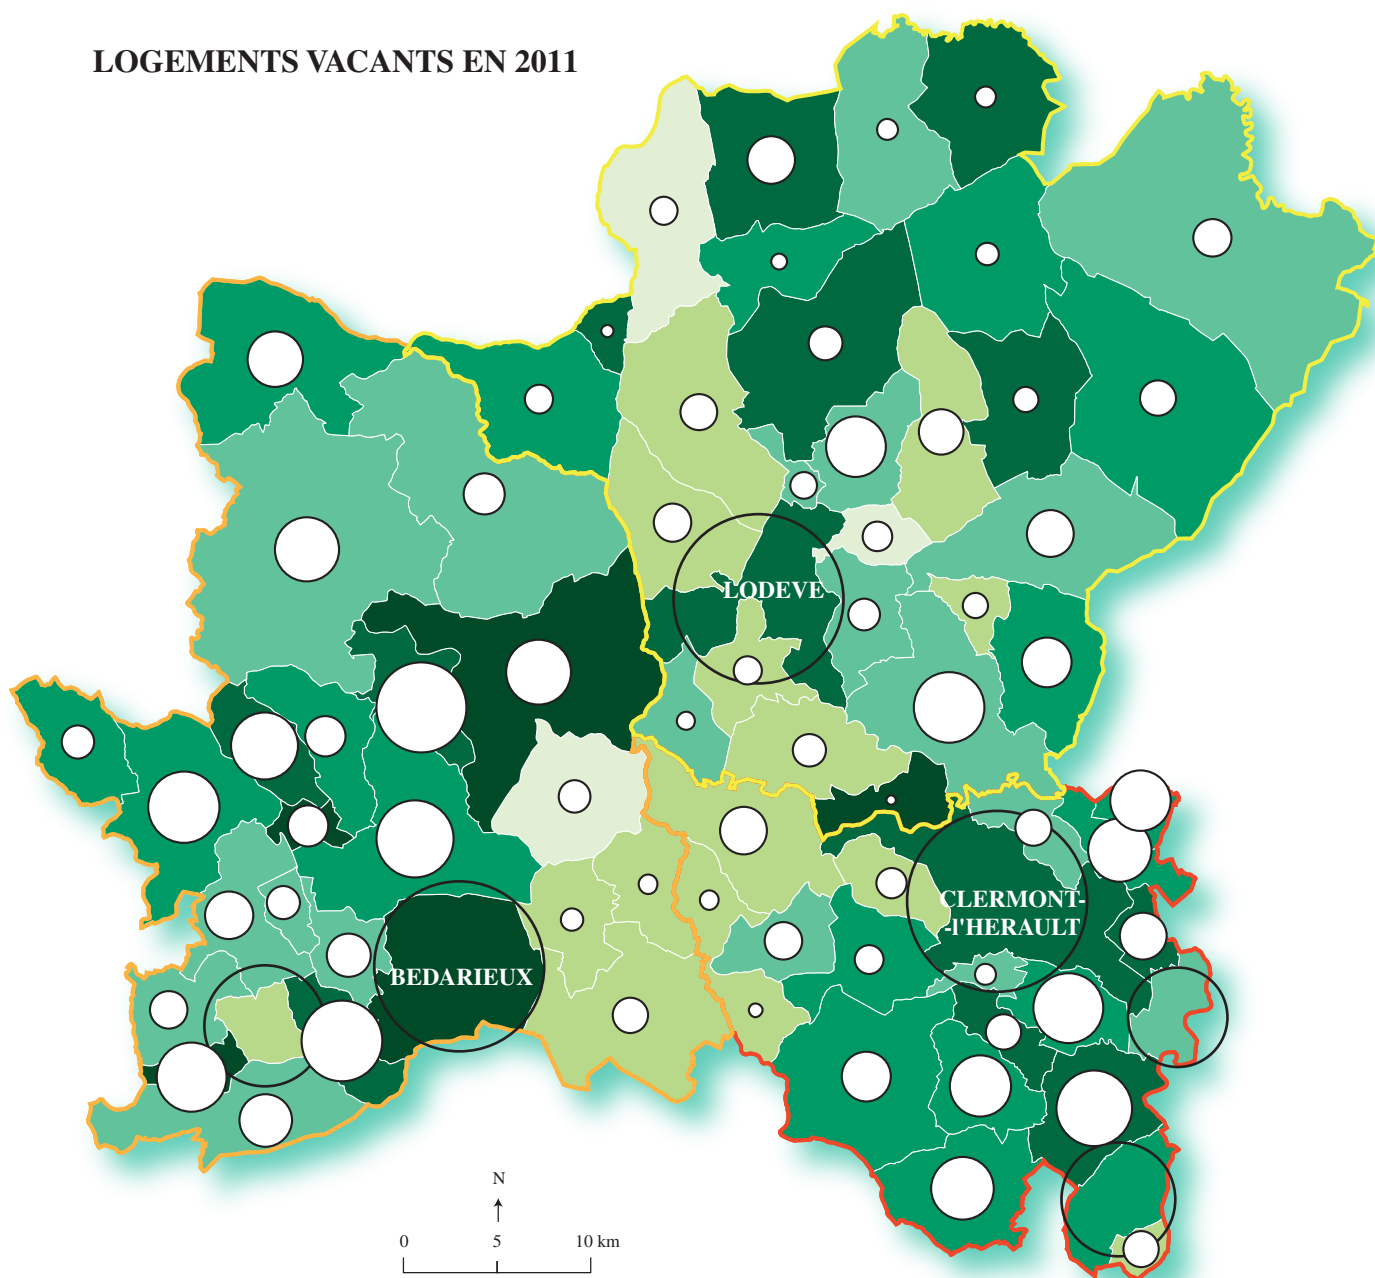 LOGEMENTS VACANTS EN 2011
LODEVE
CLERMONT-
-l'HERAULT
BEDARIEUX
N
0 5 10 km